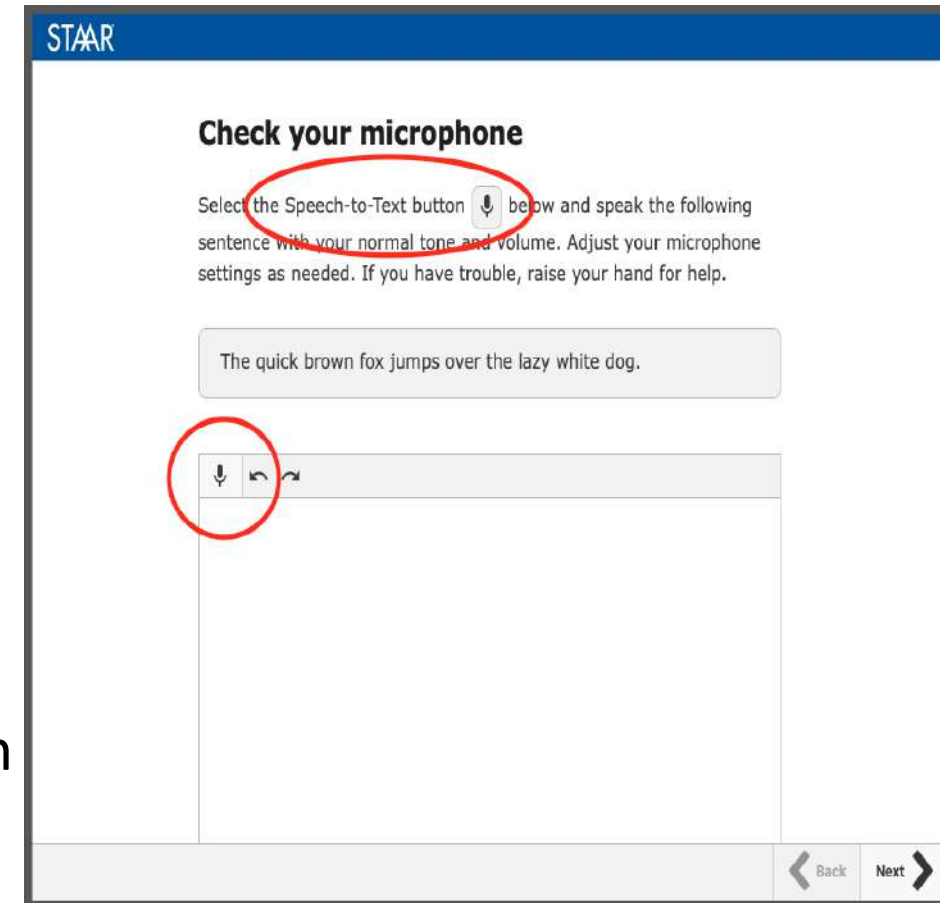 STAAR
Check your microphone
Select the Speech-to-Text button below and speak the following
sentence with your normal tone and volume. Adjust your microphone
settings as needed. If you have trouble, raise your hand for help.
The quick brown fox jumps over the lazy white dog.
n
Back Next